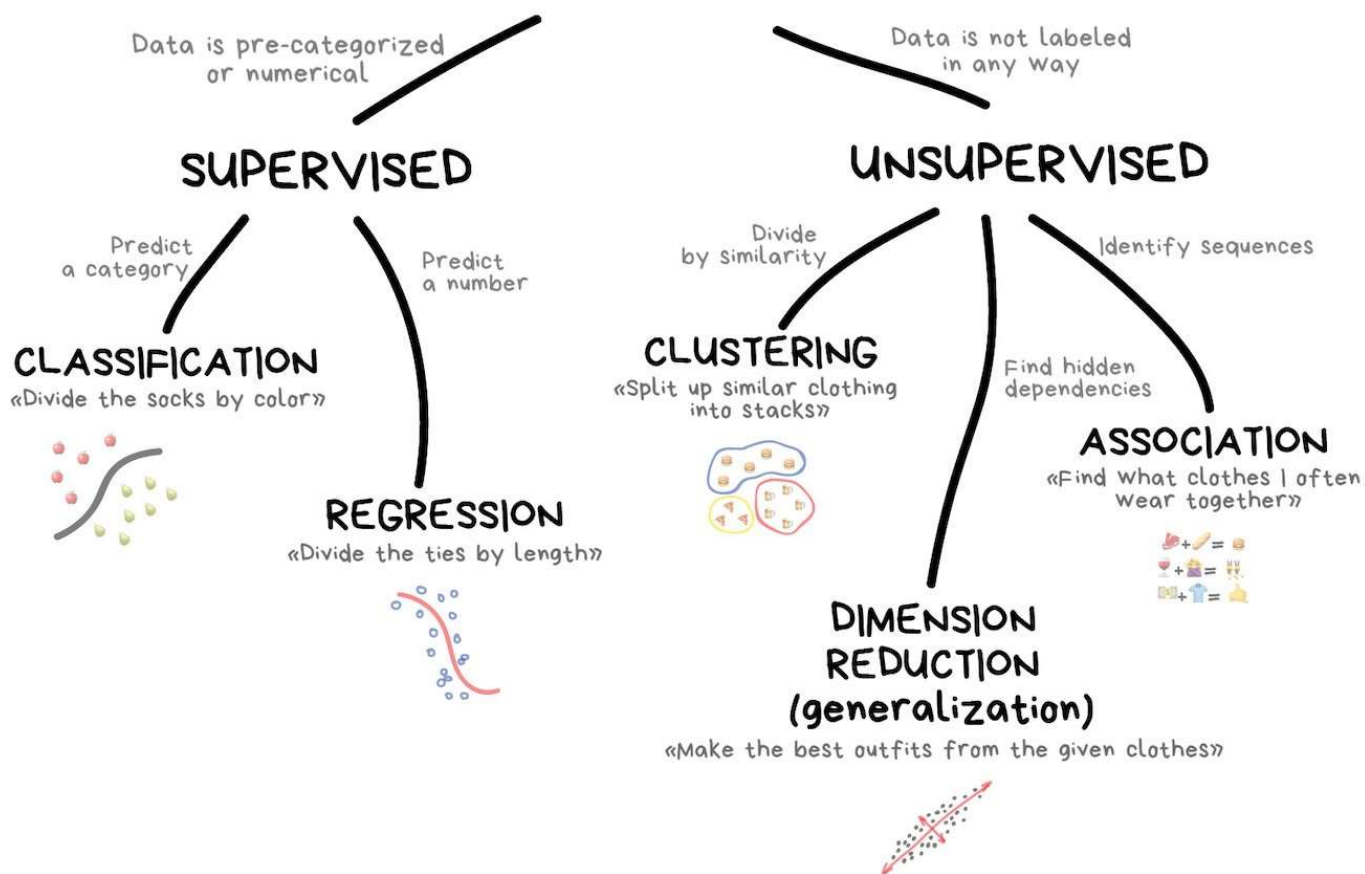 Data is pre-categorized
or numerical
Data is not labeled
in any way
SUPERVISED
UNSUPERVISED
Predict
a category
Predict
a number
Divide
by similarity
Identify sequences
CLASSIFICATION
«Divide the socks by color»
CLUSTERING
«Split up similar clothing
into stacks»
Find hidden
dependencies
ASSOCIATION
«Find what clothes I often
wear together»
REGRESSION
«Divide the ties by length»
+ =
+ =
+ =
DIMENSION
REDUCTION
(generalization)
«Make the best outfits from the given clothes»